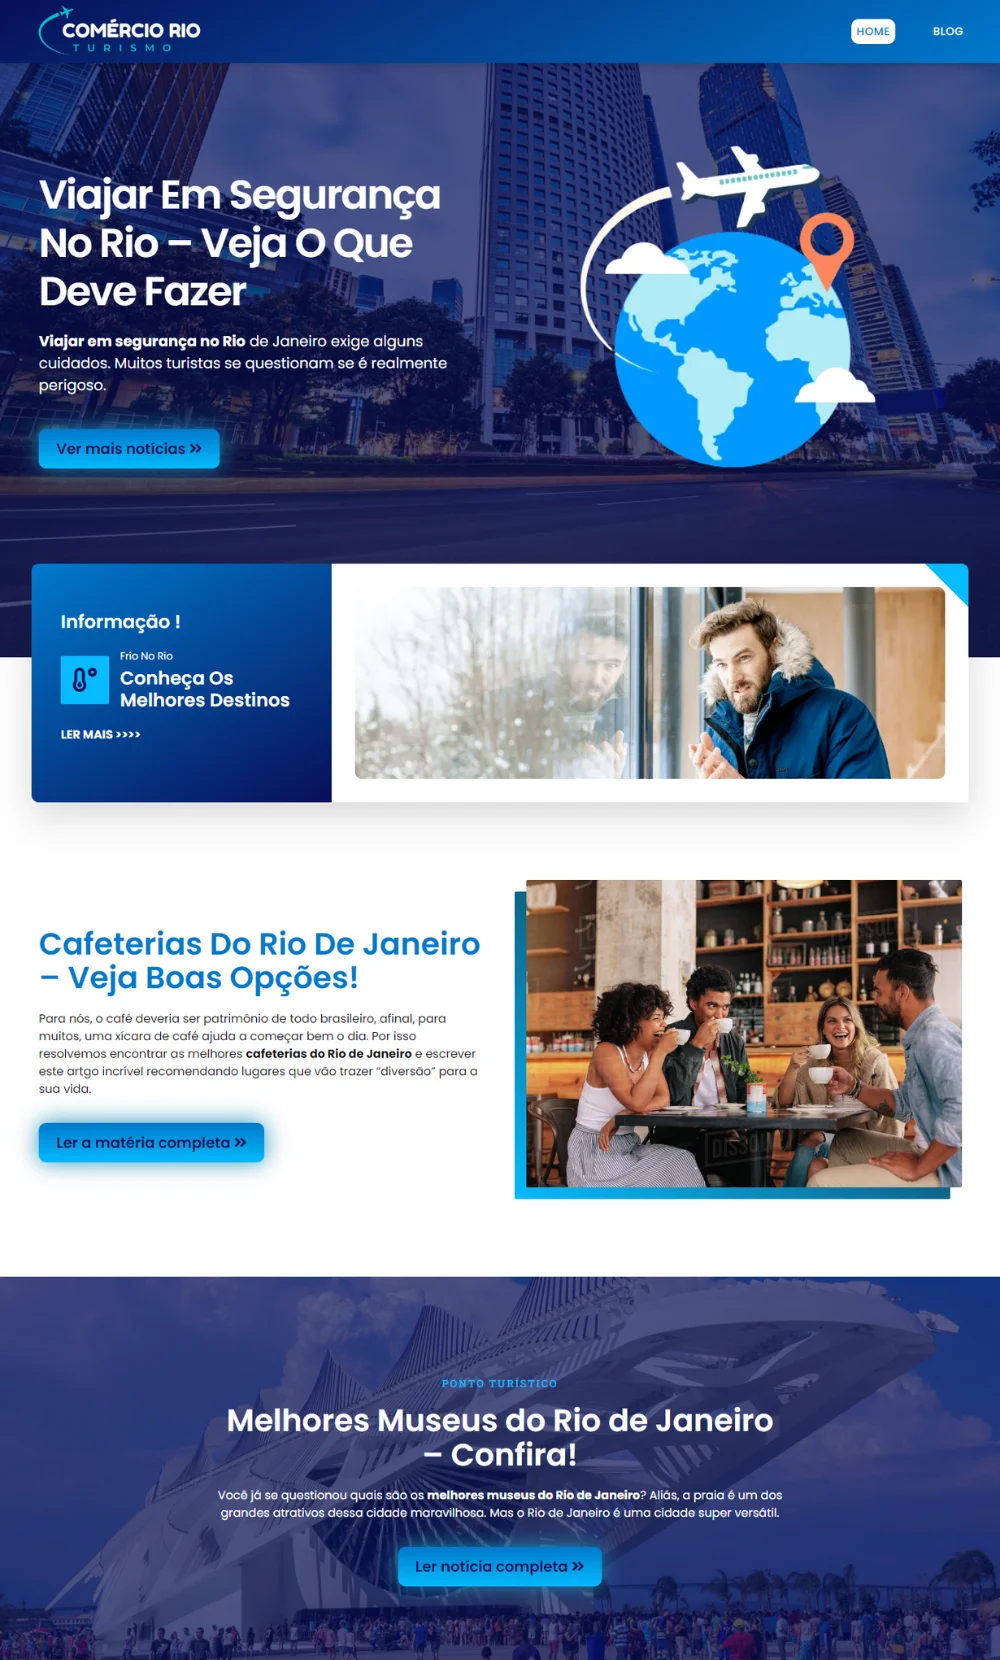 COMÉRCIO RIO
TURISMO
HOME
BLOG
Viajar Em Segurança
No Rio – Veja O Que
Deve Fazer
Viajar em segurança no Rio de Janeiro exige alguns
cuidados. Muitos turistas se questionam se é realmente
perigoso.
Ver mais notícias »
Informação !
Frio No Rio
Conheça Os
Melhores Destinos
LER MAIS >>>>
Cafeterias Do Rio De Janeiro
– Veja Boas Opções!
Para nós, o café deveria ser patrimônio de todo brasileiro, afinal, para
muitos, uma xícara de café ajuda a começar bem o dia. Por isso
resolvemos encontrar as melhores cafeterias do Rio de Janeiro e escrever
este artgo incrível recomendando lugares que vão trazer “diversão” para a
sua vida.
Ler a matéria completa »
PONTO TURÍSTICO
Melhores Museus do Rio de Janeiro
– Confira!
Você já se questionou quais são os melhores museus do Rio de Janeiro? Aliás, a praia é um dos
grandes atrativos dessa cidade maravilhosa. Mas o Rio de Janeiro é uma cidade super versátil.
Ler notícia completa »